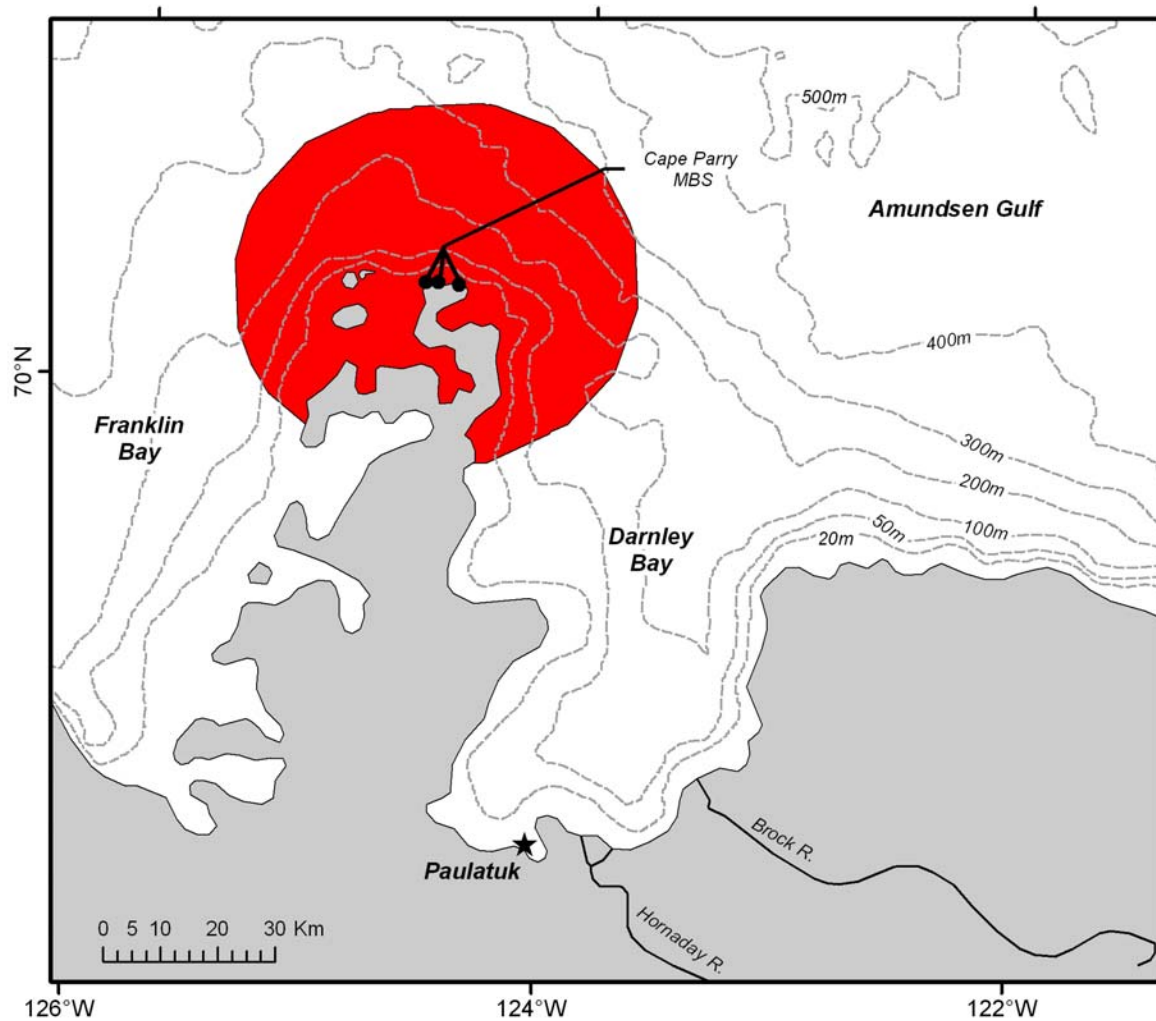 500m
Cape Parry
MBS
Amundsen Gulf
400m
70°N
Franklin
Bay
300m
200m
100m
50m
20m
Darnley
Bay
Brock R.
Paulatuk
Hornaday R.
0 5 10 20 30 Km
126°W 124°W 122°W